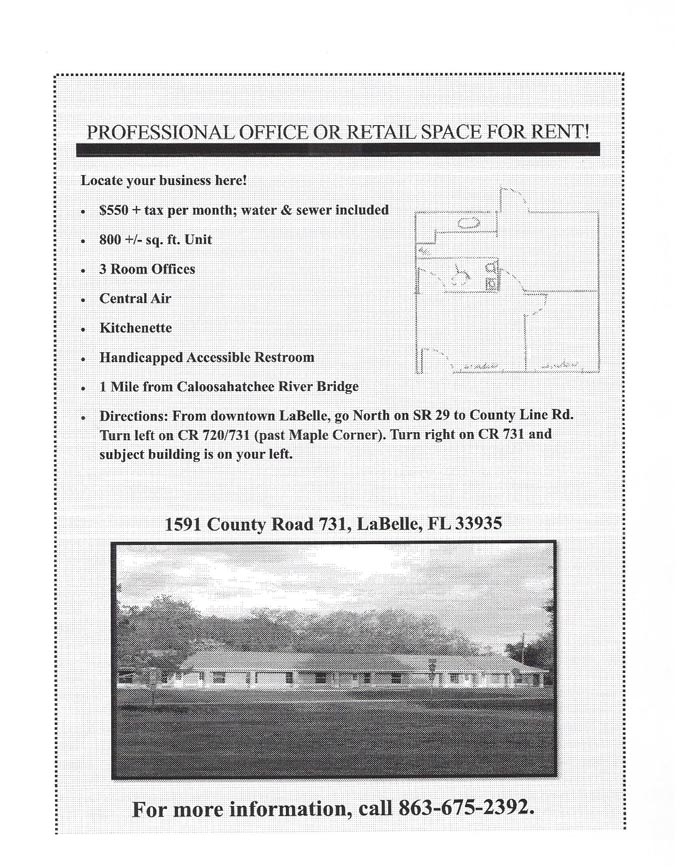 PROFESSIONAL OFFICE OR RETAIL SPACE FOR RENT!
Locate your business here!
• $550 + tax per month; water & sewer included
• 800 +/- sq. ft. Unit
• 3 Room Offices
• Central Air
• Kitchenette
• Handicapped Accessible Restroom
• 1 Mile from Caloosahatchee River Bridge
• Directions: From downtown LaBelle, go North on SR 29 to County Line Rd.
Turn left on CR 720/731 (past Maple Corner). Turn right on CR 731 and
subject building is on your left.
1591 County Road 731, LaBelle, FL 33935
For more information, call 863-675-2392.